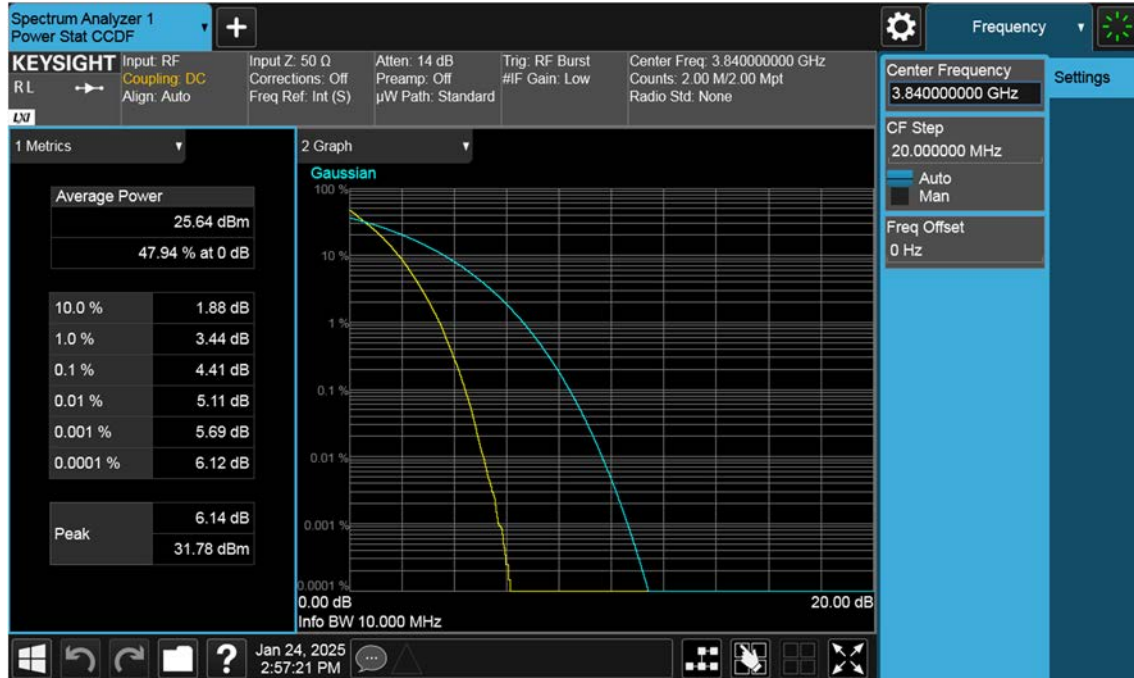 Spectrum Analyzer 1
Power Stat CCDF
+
Frequency
KEYSIGHT
RL
LXI
Input: RF
Coupling: DC
Align: Auto
Input Z: 50 Ω
Corrections: Off
Freq Ref: Int (S)
Atten: 14 dB
Preamp: Off
µW Path: Standard
Trig: RF Burst
#IF Gain: Low
Center Freq: 3.840000000 GHz
Counts: 2.00 M/2.00 Mpt
Radio Std: None
1 Metrics
Average Power
25.64 dBm
47.94 % at 0 dB
10.0 % 1.88 dB
1.0 % 3.44 dB
0.1 % 4.41 dB
0.01 % 5.11 dB
0.001 % 5.69 dB
0.0001 % 6.12 dB
Peak
6.14 dB
31.78 dBm
2 Graph
Gaussian
100 %
10 %
1 %
0.1 %
0.01 %
0.001 %
0.0001 %
0.00 dB 20.00 dB
Info BW 10.000 MHz
Center Frequency
3.840000000 GHz
Settings
CF Step
20.000000 MHz
Auto
Man
Freq Offset
0 Hz
?
Jan 24, 2025
2:57:21 PM